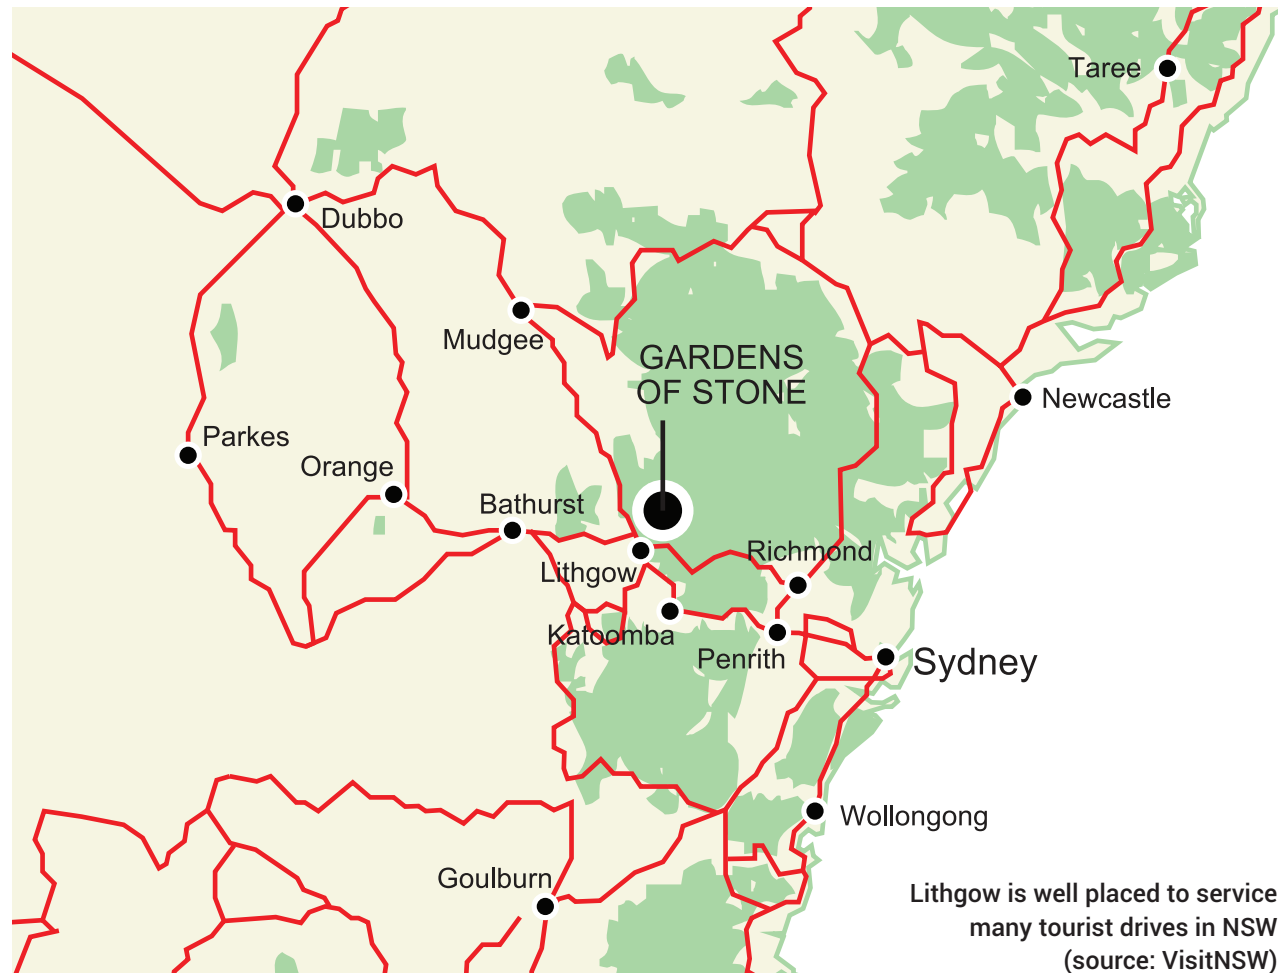 Taree
Dubbo
Mudgee
GARDENS
OF STONE
Newcastle
Parkes
Orange
Bathurst
Richmond
Lithgow
Katoomba
Penrith
Sydney
Wollongong
Goulburn
Lithgow is well placed to service
many tourist drives in NSW
(source: VisitNSW)